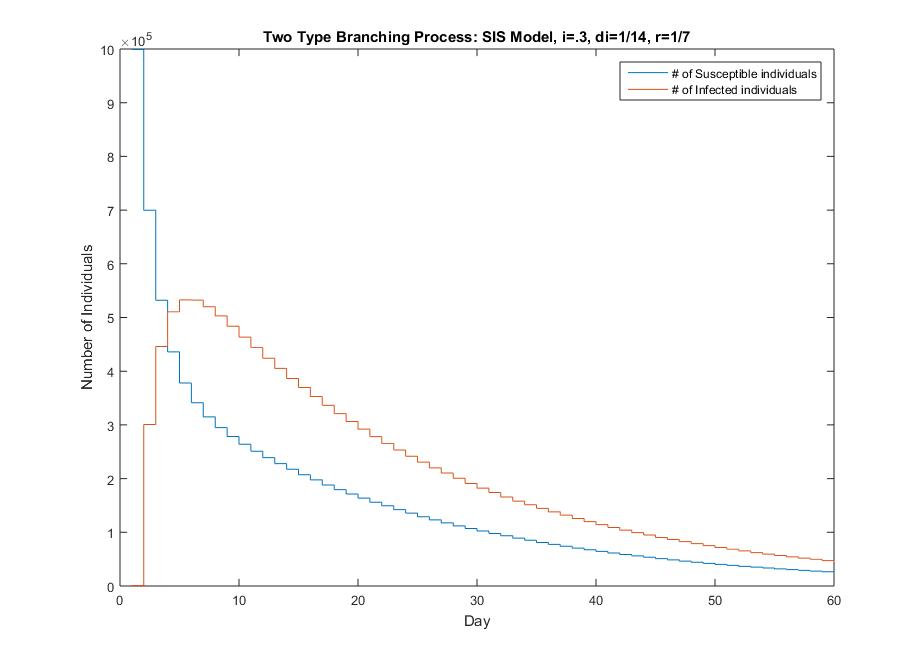 Two Type Branching Process: SIS Model, i=.3, di=1/14, r=1/7
×10⁵
# of Susceptible individuals
# of Infected individuals
10
9
8
7
6
5
4
3
2
1
0
Number of Individuals
0 10 20 30 40 50 60
Day